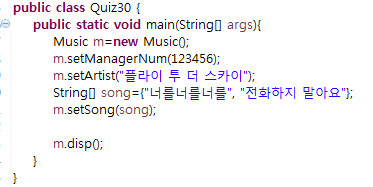 public class Quiz30 {
public static void main(String[] args){
Music m=new Music();
m.setManagerNum(123456);
m.setArtist("플라이 투 더 스카이");
String[] song={"너를너를너를", "전화하지 말아요"};
m.setSong(song);
m.disp();
}
}